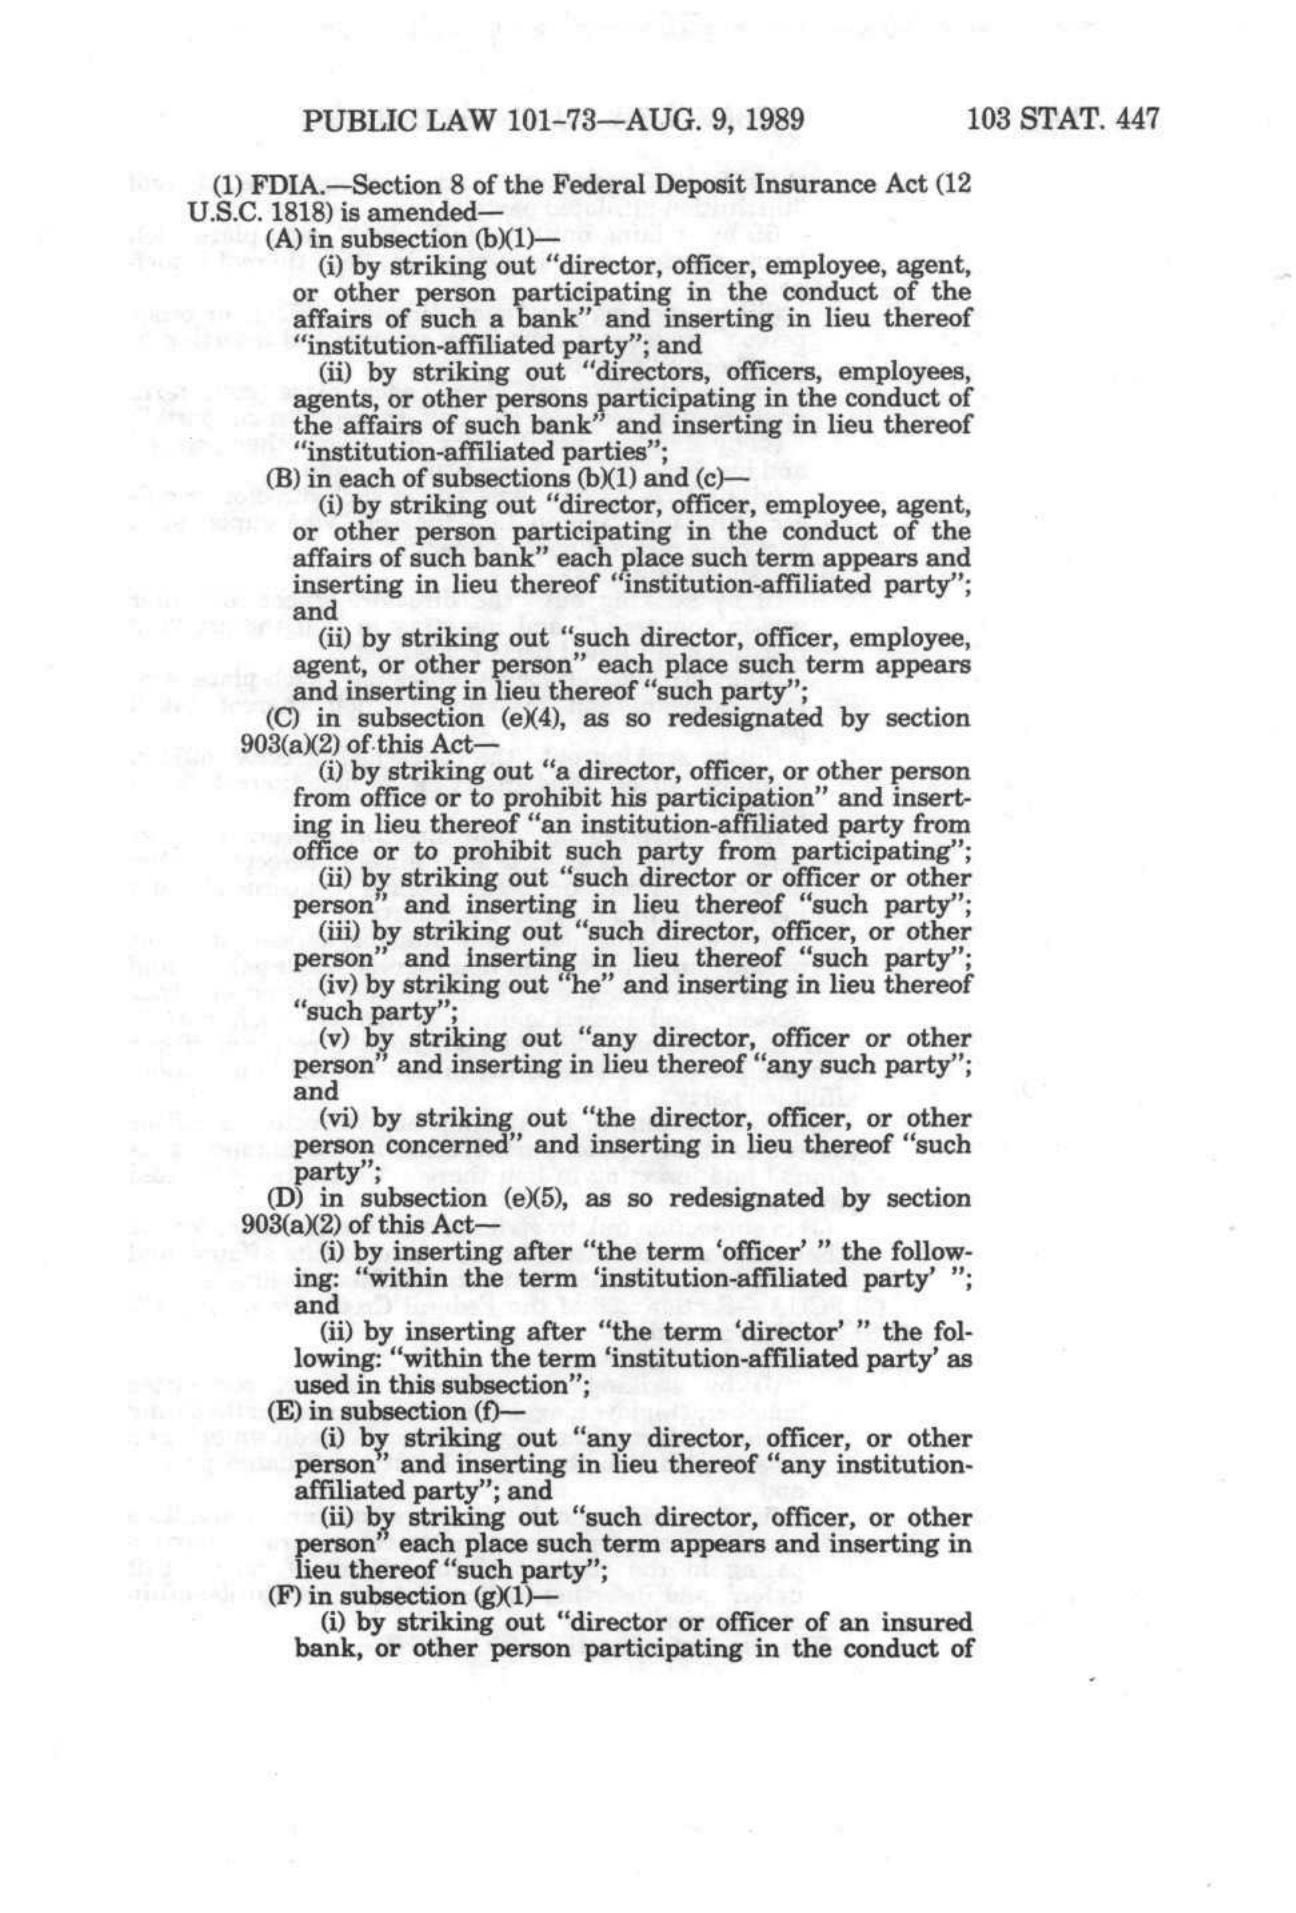 PUBLIC LAW 101-73—AUG. 9, 1989 103 STAT. 447
(1) FDIA.—Section 8 of the Federal Deposit Insurance Act (12
U.S.C. 1818) is amended—
(A) in subsection (b)(1)—
(i) by striking out “director, officer, employee, agent,
or other person participating in the conduct of the
affairs of such a bank” and inserting in lieu thereof
“institution-affiliated party”; and
(ii) by striking out “directors, officers, employees,
agents, or other persons participating in the conduct of
the affairs of such bank” and inserting in lieu thereof
“institution-affiliated parties”;
(B) in each of subsections (b)(1) and (c)—
(i) by striking out “director, officer, employee, agent,
or other person participating in the conduct of the
affairs of such bank” each place such term appears and
inserting in lieu thereof “institution-affiliated party”;
and
(ii) by striking out “such director, officer, employee,
agent, or other person” each place such term appears
and inserting in lieu thereof “such party”;
(C) in subsection (e)(4), as so redesignated by section
903(a)(2) of this Act—
(i) by striking out “a director, officer, or other person
from office or to prohibit his participation” and insert-
ing in lieu thereof “an institution-affiliated party from
office or to prohibit such party from participating”;
(ii) by striking out “such director or officer or other
person” and inserting in lieu thereof “such party”;
(iii) by striking out “such director, officer, or other
person” and inserting in lieu thereof “such party”;
(iv) by striking out “he” and inserting in lieu thereof
“such party”;
(v) by striking out “any director, officer or other
person” and inserting in lieu thereof “any such party”;
and
(vi) by striking out “the director, officer, or other
person concerned” and inserting in lieu thereof “such
party”;
(D) in subsection (e)(5), as so redesignated by section
903(a)(2) of this Act—
(i) by inserting after “the term ‘officer’ ” the follow-
ing: “within the term ‘institution-affiliated party’ ”;
and
(ii) by inserting after “the term ‘director’ ” the fol-
lowing: “within the term ‘institution-affiliated party’ as
used in this subsection”;
(E) in subsection (f)—
(i) by striking out “any director, officer, or other
person” and inserting in lieu thereof “any institution-
affiliated party”; and
(ii) by striking out “such director, officer, or other
person” each place such term appears and inserting in
lieu thereof “such party”;
(F) in subsection (g)(1)—
(i) by striking out “director or officer of an insured
bank, or other person participating in the conduct of